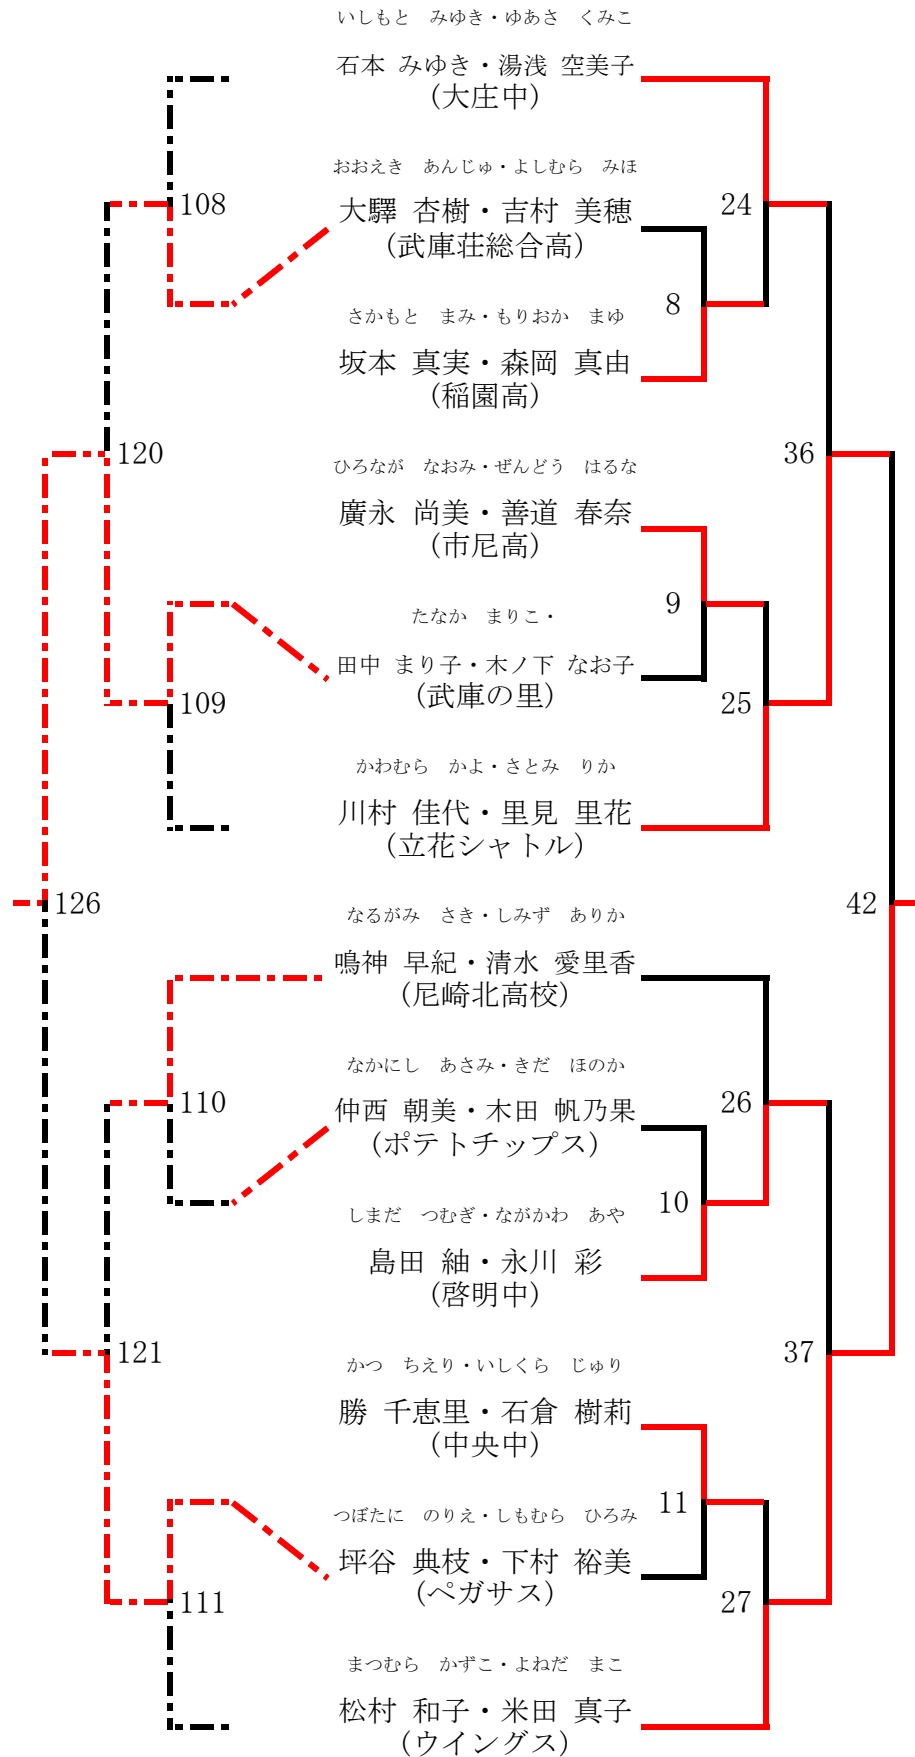 いしもと みゆき・ゆあさ くみこ
石本 みゆき・湯浅 空美子
(大庄中)
おおえき あんじゅ・よしむら みほ
108
大驛 杏樹・吉村 美穂
24
(武庫荘総合高)
8
さかもと まみ・もりおか まゆ
坂本 真実・森岡 真由
(稲園高)
120
36
ひろなが なおみ・ぜんどう はるな
廣永 尚美・善道 春奈
(市尼高)
9
たなか まりこ・
田中 まり子・木ノ下 なお子
(武庫の里)
109
25
かわむら かよ・さとみ りか
川村 佳代・里見 里花
(立花シャトル)
126
42
なるがみ さき・しみず ありか
鳴神 早紀・清水 愛里香
(尼崎北高校)
なかにし あさみ・きだ ほのか
110
仲西 朝美・木田 帆乃果
26
(ポテトチップス)
10
しまだ つむぎ・ながかわ あや
島田 紬・永川 彩
(啓明中)
121
37
かつ ちえり・いしくら じゅり
勝 千恵里・石倉 樹莉
(中央中)
11
つぼたに のりえ・しもむら ひろみ
坪谷 典枝・下村 裕美
(ペガサス)
111
27
まつむら かずこ・よねだ まこ
松村 和子・米田 真子
(ウイングス)